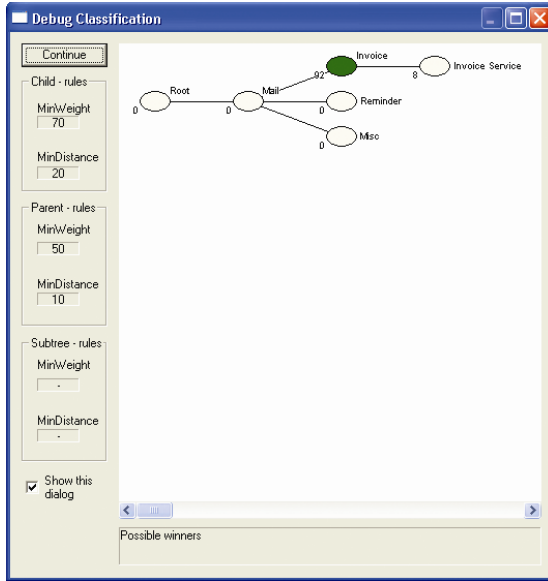 Debug Classification
Continue
Child - rules
MinWeight
70
MinDistance
20
Parent - rules
MinWeight
50
MinDistance
10
Subtree - rules
MinWeight
-
MinDistance
-
Show this
dialog
Invoice
92
8
Invoice Service
Root
0
Mail
0
0
Reminder
0
Misc
Possible winners